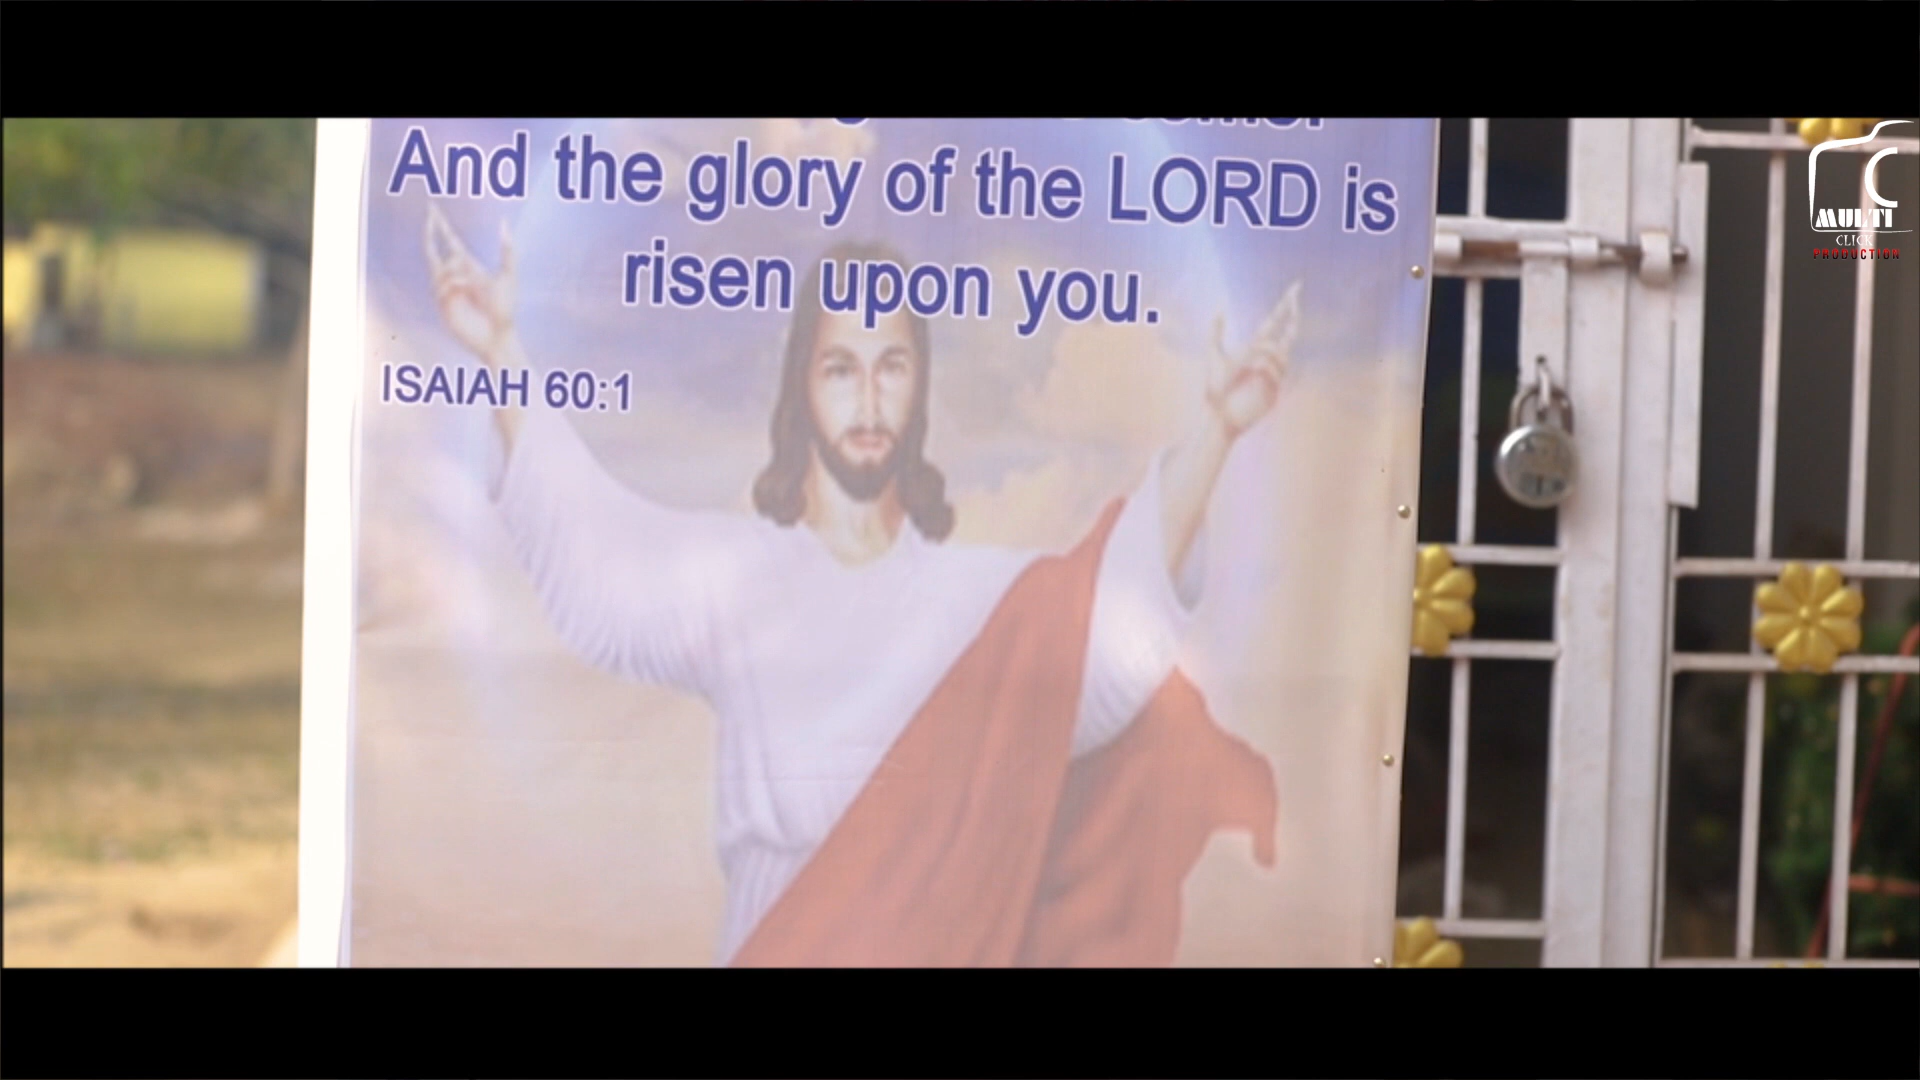 And the glory of the LORD is
risen upon you.
ISAIAH 60:1
MULTI
CLICK
PRODUCTION